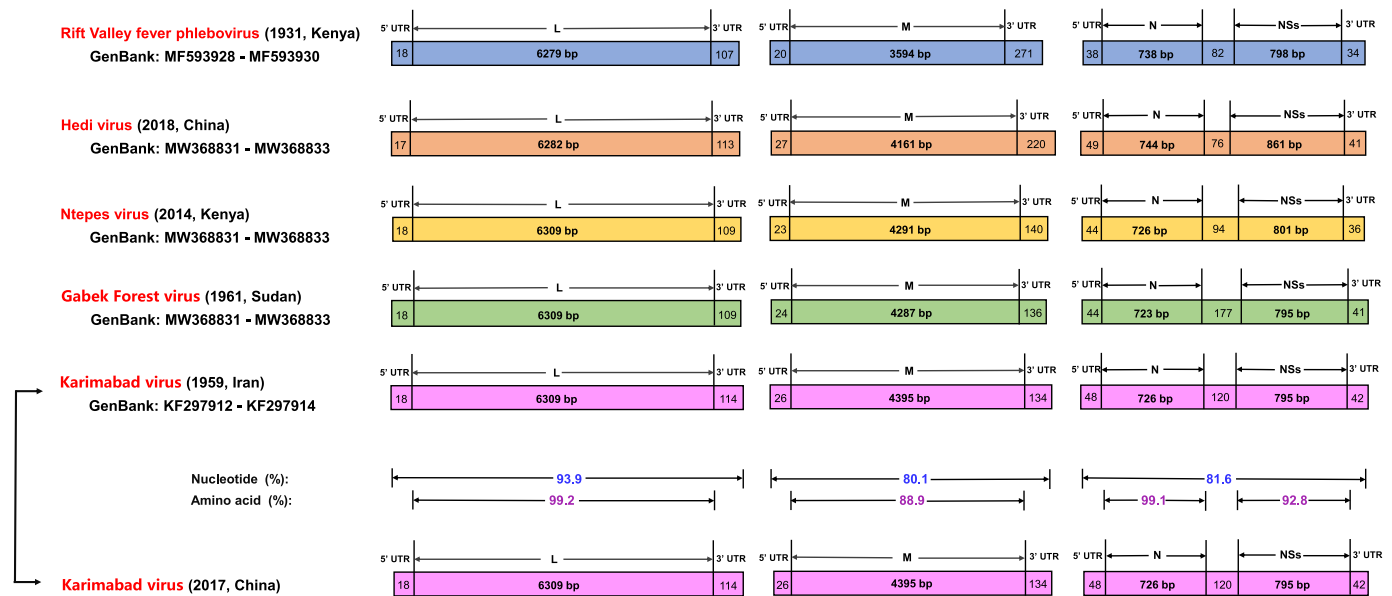 5' UTR L 3' UTR 5' UTR M 3' UTR 5' UTR N NSs 3' UTR
Rift Valley fever phlebovirus (1931, Kenya)
GenBank: MF593928 - MF593930
18 6279 bp 107 20 3594 bp 271 38 738 bp 82 798 bp 34
5' UTR L 3' UTR 5' UTR M 3' UTR 5' UTR N NSs 3' UTR
Hedi virus (2018, China)
GenBank: MW368831 - MW368833
17 6282 bp 113 27 4161 bp 220 49 744 bp 76 861 bp 41
5' UTR L 3' UTR 5' UTR M 3' UTR 5' UTR N NSs 3' UTR
Ntepes virus (2014, Kenya)
GenBank: MW368831 - MW368833
18 6309 bp 109 23 4291 bp 140 44 726 bp 94 801 bp 36
5' UTR L 3' UTR 5' UTR M 3' UTR 5' UTR N NSs 3' UTR
Gabek Forest virus (1961, Sudan)
GenBank: MW368831 - MW368833
18 6309 bp 109 24 4287 bp 136 44 723 bp 177 795 bp 41
5' UTR L 3' UTR 5' UTR M 3' UTR 5' UTR N NSs 3' UTR
Karimabad virus (1959, Iran)
GenBank: KF297912 - KF297914
18 6309 bp 114 26 4395 bp 134 48 726 bp 120 795 bp 42
Nucleotide (%): 93.9 80.1 81.6
Amino acid (%): 99.2 88.9 99.1 92.8
5' UTR L 3' UTR 5' UTR M 3' UTR 5' UTR N NSs 3' UTR
Karimabad virus (2017, China)
18 6309 bp 114 26 4395 bp 134 48 726 bp 120 795 bp 42